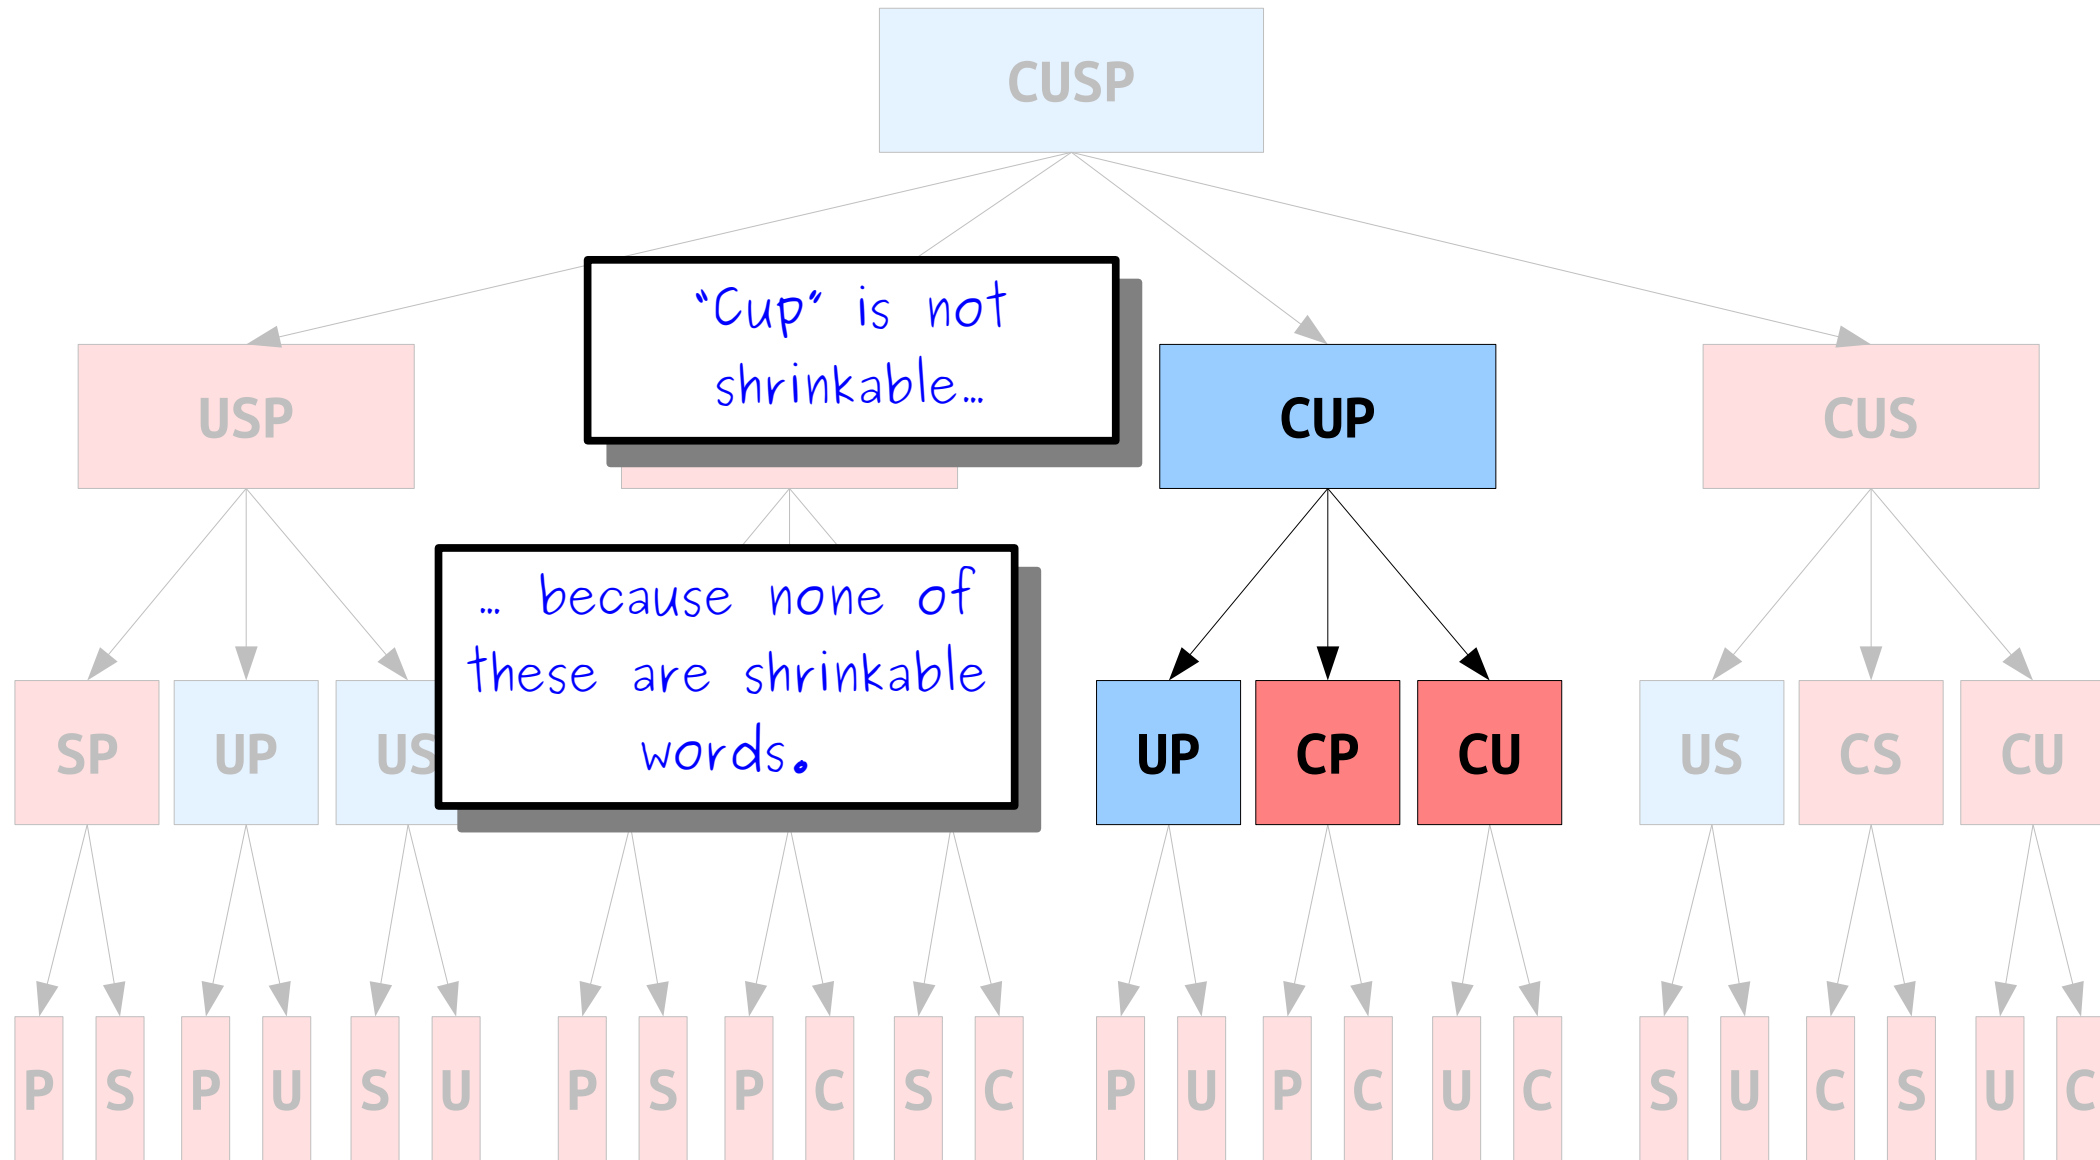 CUSP
"Cup" is not
shrinkable...
USP
CUP
CUS
... because none of
these are shrinkable
words.
SP UP US
UP CP CU
US CS CU
P S P U S U P S P C S C P U P C U C S U C S U C